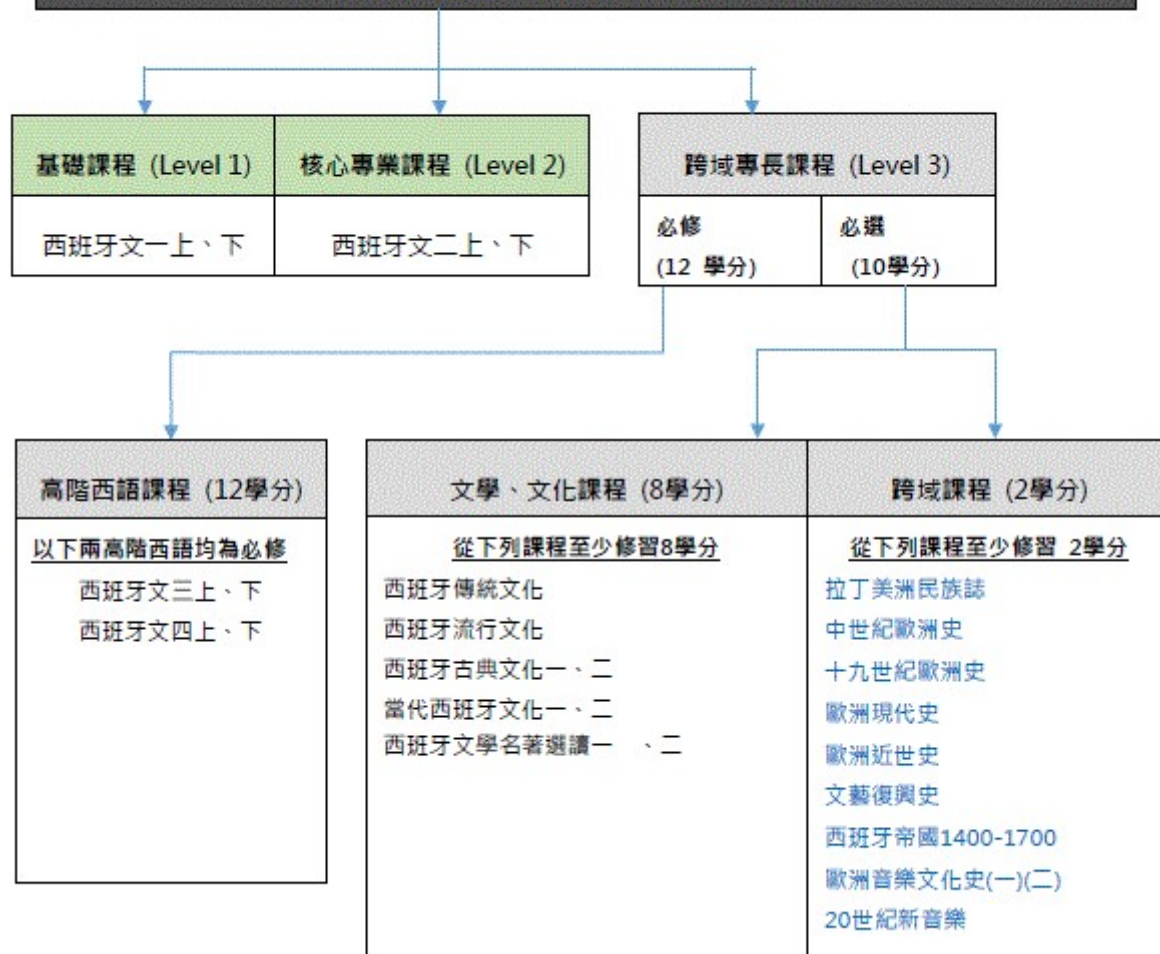 基礎課程 (Level 1)
核心專業課程 (Level 2)
西班牙文一上、下
西班牙文二上、下
跨域專長課程 (Level 3)
必修
(12 學分)
必選
(10學分)
高階西語課程 (12學分)
以下兩高階西語均為必修
西班牙文三上、下
西班牙文四上、下
文學、文化課程 (8學分)
從下列課程至少修習8學分
西班牙傳統文化
西班牙流行文化
西班牙古典文化一、二
當代西班牙文化一、二
西班牙文學名著選讀一 、二
跨域課程 (2學分)
從下列課程至少修習 2學分
拉丁美洲民族誌
中世紀歐洲史
十九世紀歐洲史
歐洲現代史
歐洲近世史
文藝復興史
西班牙帝國1400-1700
歐洲音樂文化史(一)(二)
20世紀新音樂